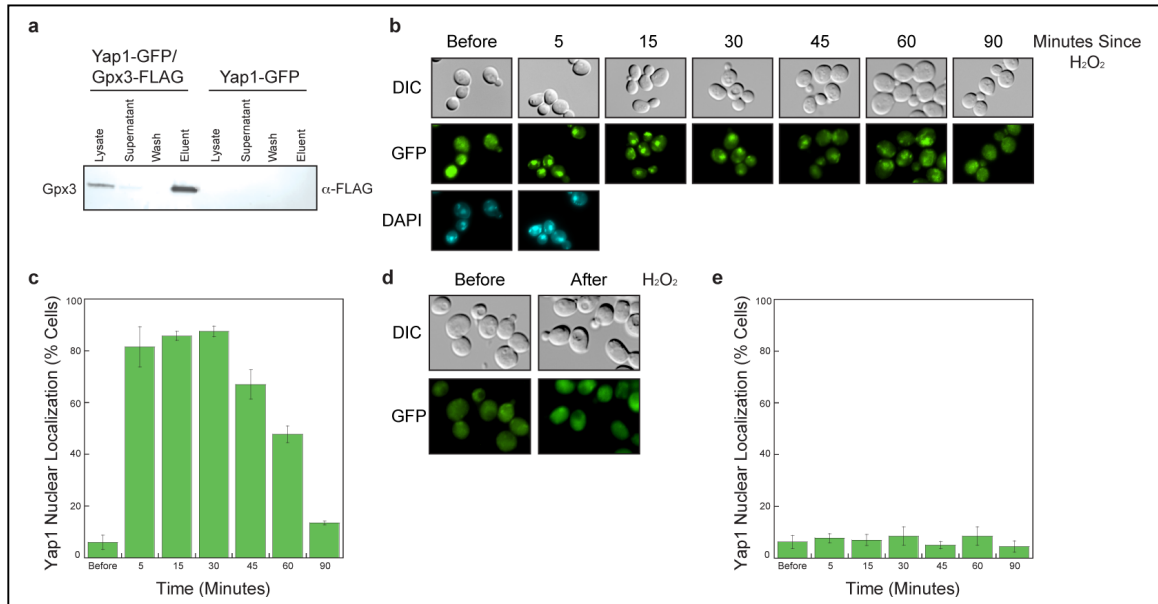 a
Yap1-GFP/
Gpx3-FLAG
Yap1-GFP
Lysate
Supernatant
Wash
Eluent
Lysate
Supernatant
Wash
Eluent
Gpx3
α-FLAG
b
Before 5 15 30 45 60 90 Minutes Since
H₂O₂
DIC
GFP
DAPI
c
Yap1 Nuclear Localization (% Cells)
100
80
60
40
20
0
Before 5 15 30 45 60 90
Time (Minutes)
d
Before After H₂O₂
DIC
GFP
e
Yap1 Nuclear Localization (% Cells)
100
80
60
40
20
0
Before 5 15 30 45 60 90
Time (Minutes)